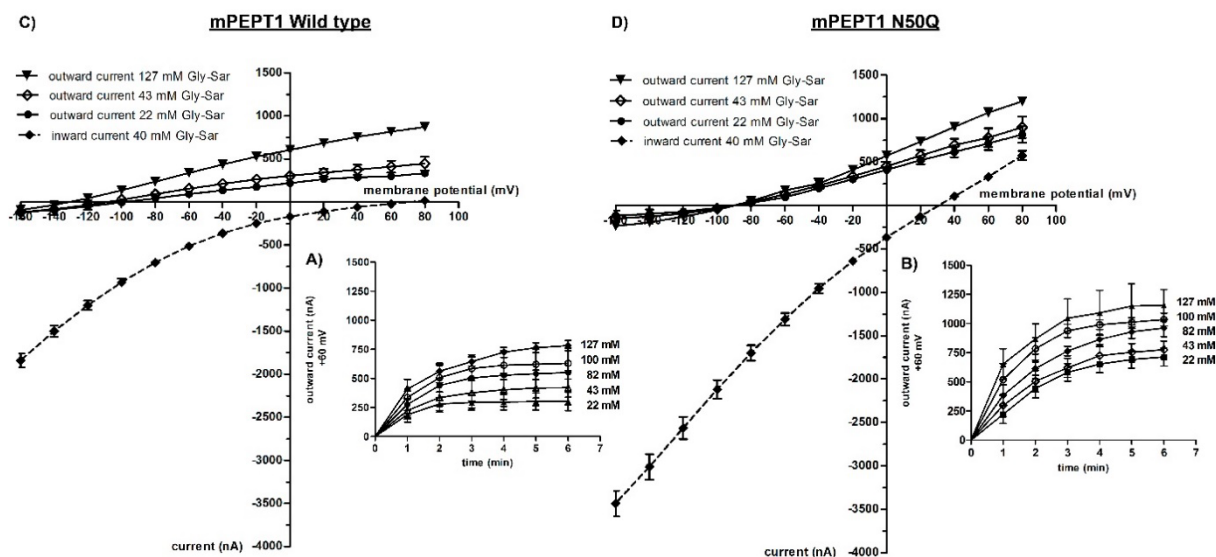 C)
mPEPT1 Wild type
outward current 127 mM Gly-Sar
outward current 43 mM Gly-Sar
outward current 22 mM Gly-Sar
inward current 40 mM Gly-Sar
1500
1000
500
membrane potential (mV)
-160 -140 -120 -100 -80 -60 -40 -20 0 20 40 60 80 100
-500
-1000
-1500
-2000
-2500
-3000
-3500
-4000
current (nA)
A)
outward current (nA)
+60 mV
1500
1250
1000
750
500
250
0
127 mM
100 mM
82 mM
43 mM
22 mM
0 1 2 3 4 5 6 7
time (min)
D)
mPEPT1 N50Q
outward current 127 mM Gly-Sar
outward current 43 mM Gly-Sar
outward current 22 mM Gly-Sar
inward current 40 mM Gly-Sar
1500
1000
500
membrane potential (mV)
-160 -140 -120 -100 -80 -60 -40 -20 0 20 40 60 80 100
-500
-1000
-1500
-2000
-2500
-3000
-3500
-4000
current (nA)
B)
outward current (nA)
+60 mV
1500
1250
1000
750
500
250
0
127 mM
100 mM
82 mM
43 mM
22 mM
0 1 2 3 4 5 6 7
time (min)